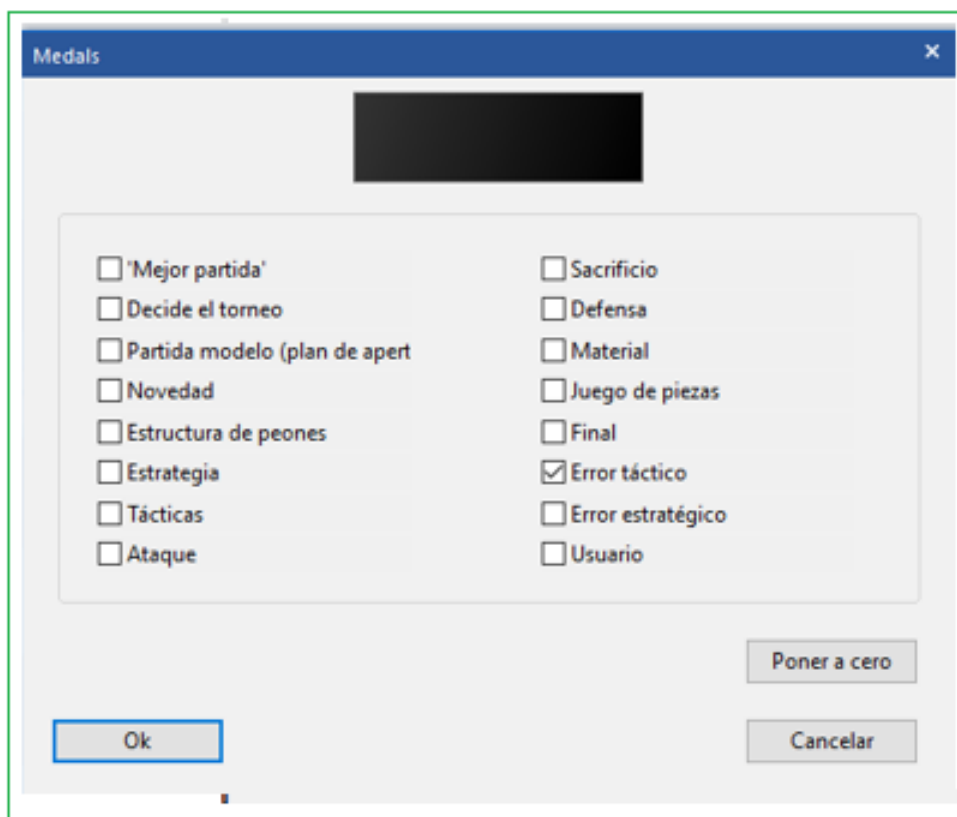 Medals
'Mejor partida'
Decide el torneo
Partida modelo (plan de apert
Novedad
Estructura de peones
Estrategia
Tácticas
Ataque
Sacrificio
Defensa
Material
Juego de piezas
Final
Error táctico
Error estratégico
Usuario
Poner a cero
Ok
Cancelar